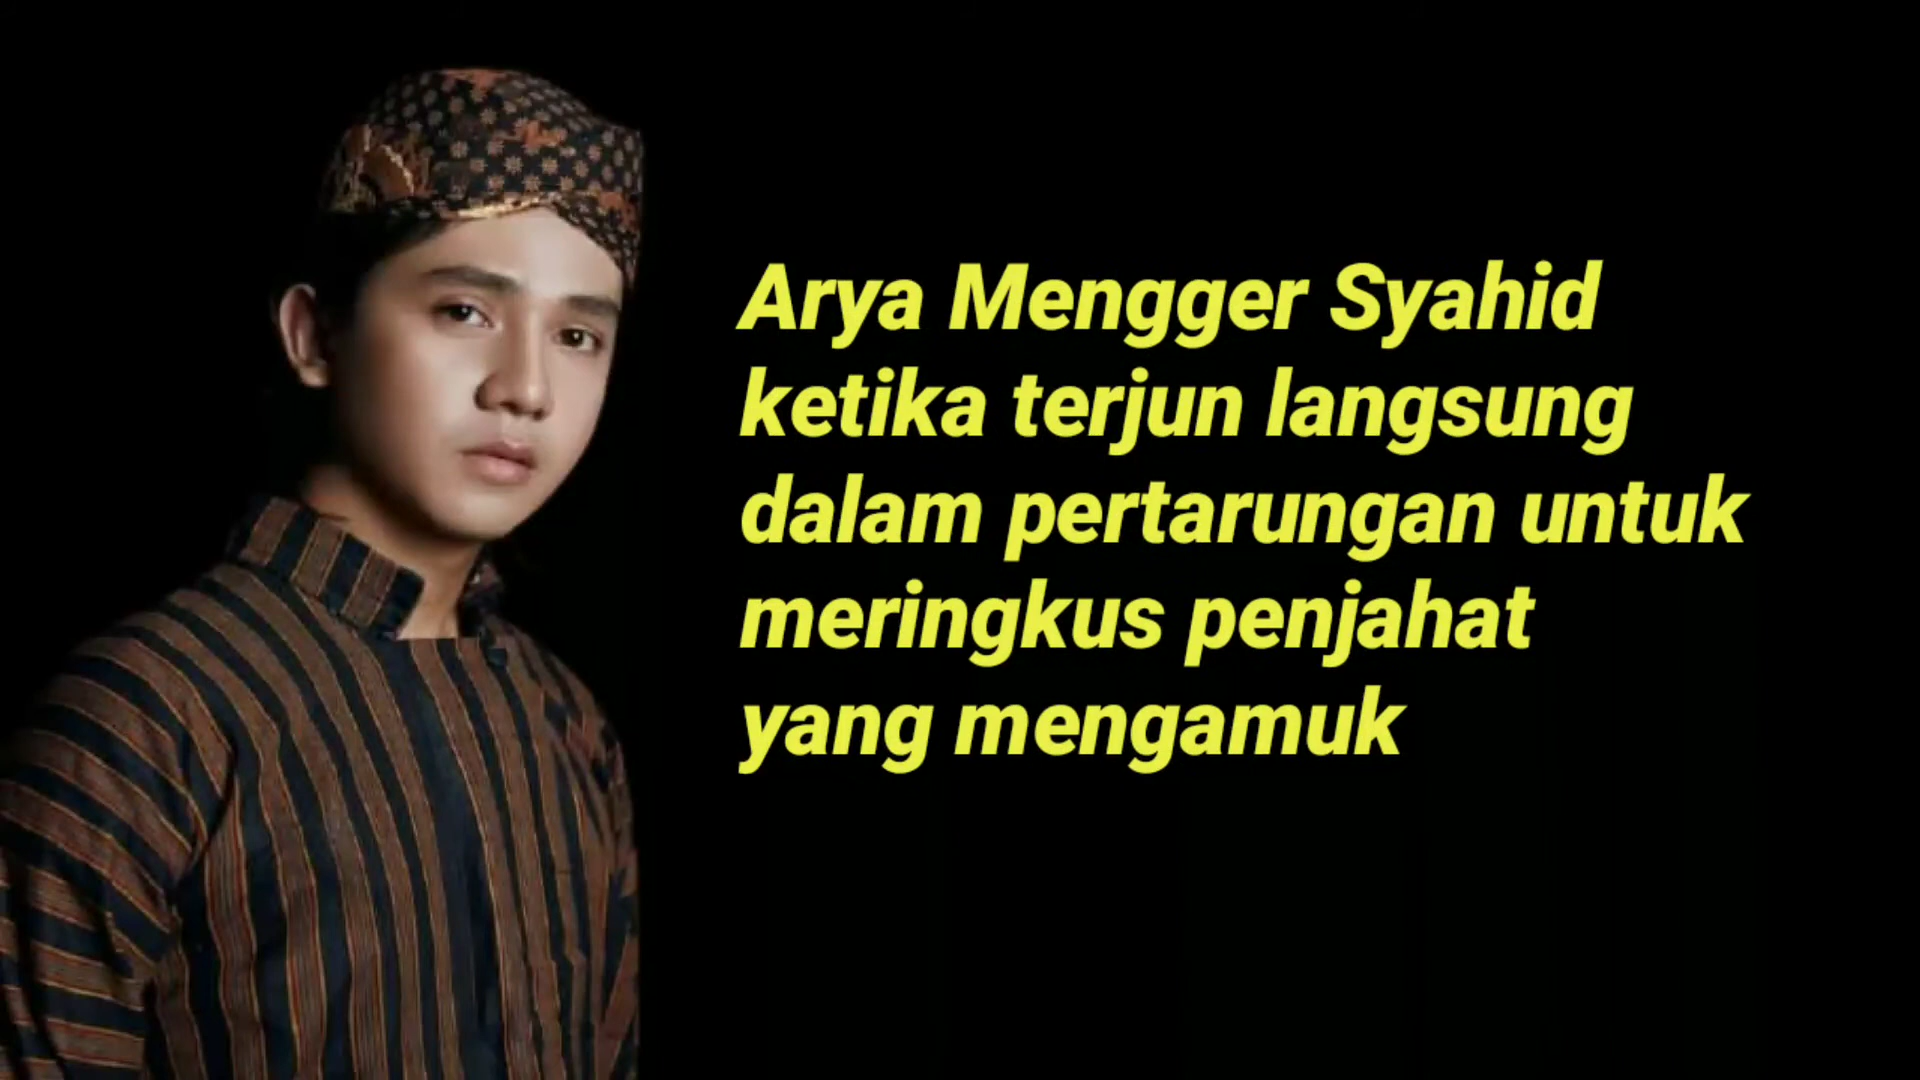 Arya Mengger Syahid
ketika terjun langsung
dalam pertarungan untuk
meringkus penjahat
yang mengamuk